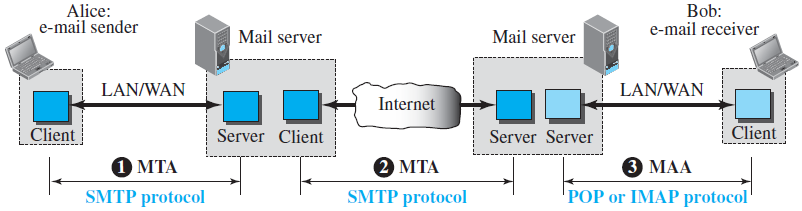 Alice:
e-mail sender
Bob:
e-mail receiver
Mail server
Mail server
LAN/WAN
Internet
LAN/WAN
Client
Server Client
Server Server
Client
1 MTA
2 MTA
3 MAA
SMTP protocol
SMTP protocol
POP or IMAP protocol